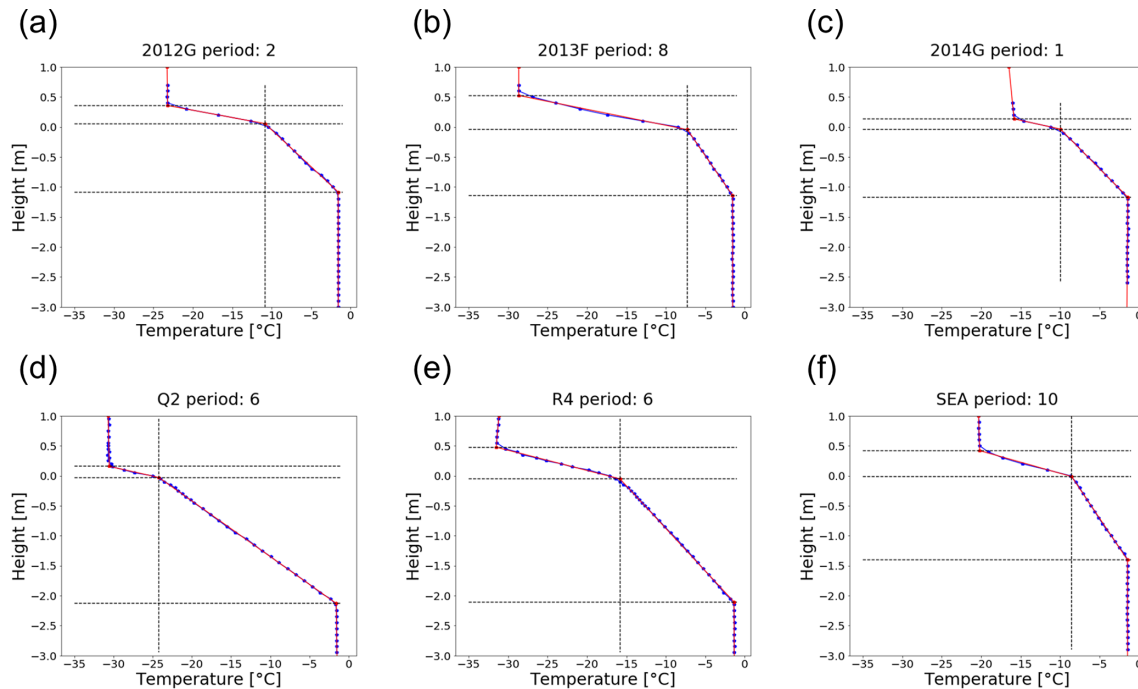 (a)
2012G period: 2
1.0
0.5
0.0
−0.5
−1.0
−1.5
−2.0
−2.5
−3.0
Height [m]
−35 −30 −25 −20 −15 −10 −5 0
Temperature [°C]
(b)
2013F period: 8
1.0
0.5
0.0
−0.5
−1.0
−1.5
−2.0
−2.5
−3.0
Height [m]
−35 −30 −25 −20 −15 −10 −5 0
Temperature [°C]
(c)
2014G period: 1
1.0
0.5
0.0
−0.5
−1.0
−1.5
−2.0
−2.5
−3.0
Height [m]
−35 −30 −25 −20 −15 −10 −5 0
Temperature [°C]
(d)
Q2 period: 6
1.0
0.5
0.0
−0.5
−1.0
−1.5
−2.0
−2.5
−3.0
Height [m]
−35 −30 −25 −20 −15 −10 −5 0
Temperature [°C]
(e)
R4 period: 6
1.0
0.5
0.0
−0.5
−1.0
−1.5
−2.0
−2.5
−3.0
Height [m]
−35 −30 −25 −20 −15 −10 −5 0
Temperature [°C]
(f)
SEA period: 10
1.0
0.5
0.0
−0.5
−1.0
−1.5
−2.0
−2.5
−3.0
Height [m]
−35 −30 −25 −20 −15 −10 −5 0
Temperature [°C]